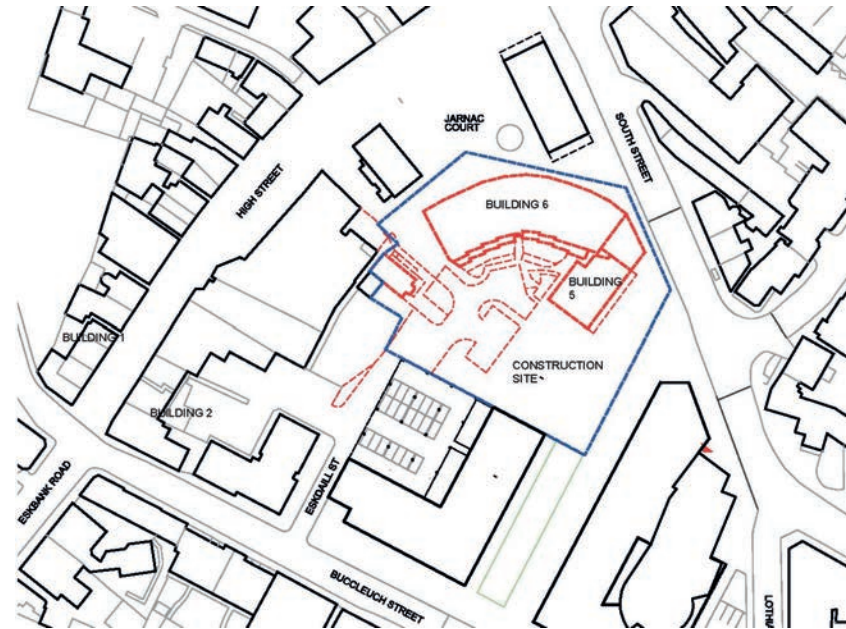 JARNAC
COURT
SOUTH STREET
HIGH STREET
BUILDING 6
BUILDING
5
BUILDING 1
CONSTRUCTION
SITE
BUILDING 2
ESKBANK ROAD
ESKDAILL ST
BUCCLEUCH STREET
LOTHI